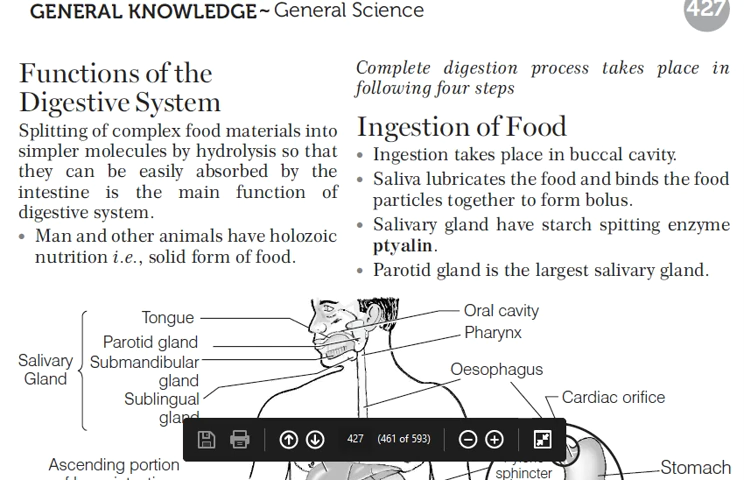 GENERAL KNOWLEDGE~ General Science
427
Functions of the
Digestive System
Splitting of complex food materials into
simpler molecules by hydrolysis so that
they can be easily absorbed by the
intestine is the main function of
digestive system.
• Man and other animals have holozoic
nutrition i.e., solid form of food.
Complete digestion process takes place in
following four steps
Ingestion of Food
• Ingestion takes place in buccal cavity.
• Saliva lubricates the food and binds the food
particles together to form bolus.
• Salivary gland have starch spitting enzyme
ptyalin.
• Parotid gland is the largest salivary gland.
Tongue
Parotid gland
Salivary
Gland
Submandibular
gland
Sublingual
gland
Oral cavity
Pharynx
Oesophagus
Cardiac orifice
427 (461 of 593)
Ascending portion
sphincter
Stomach